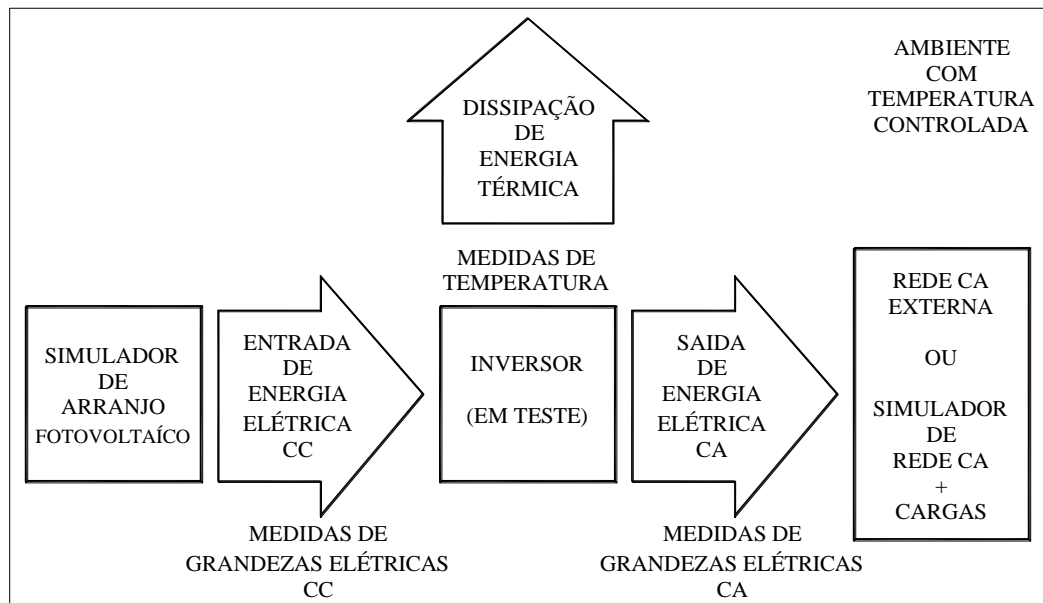 DISSIPAÇÃO
DE
ENERGIA
TÉRMICA
AMBIENTE
COM
TEMPERATURA
CONTROLADA
SIMULADOR
DE
ARRANJO
FOTOVOLTAÍCO
ENTRADA
DE
ENERGIA
ELÉTRICA
CC
MEDIDAS DE
GRANDEZAS ELÉTRICAS
CC
MEDIDAS DE
TEMPERATURA
INVERSOR
(EM TESTE)
SAIDA
DE
ENERGIA
ELÉTRICA
CA
MEDIDAS DE
GRANDEZAS ELÉTRICAS
CA
REDE CA
EXTERNA
OU
SIMULADOR
DE
REDE CA
+
CARGAS